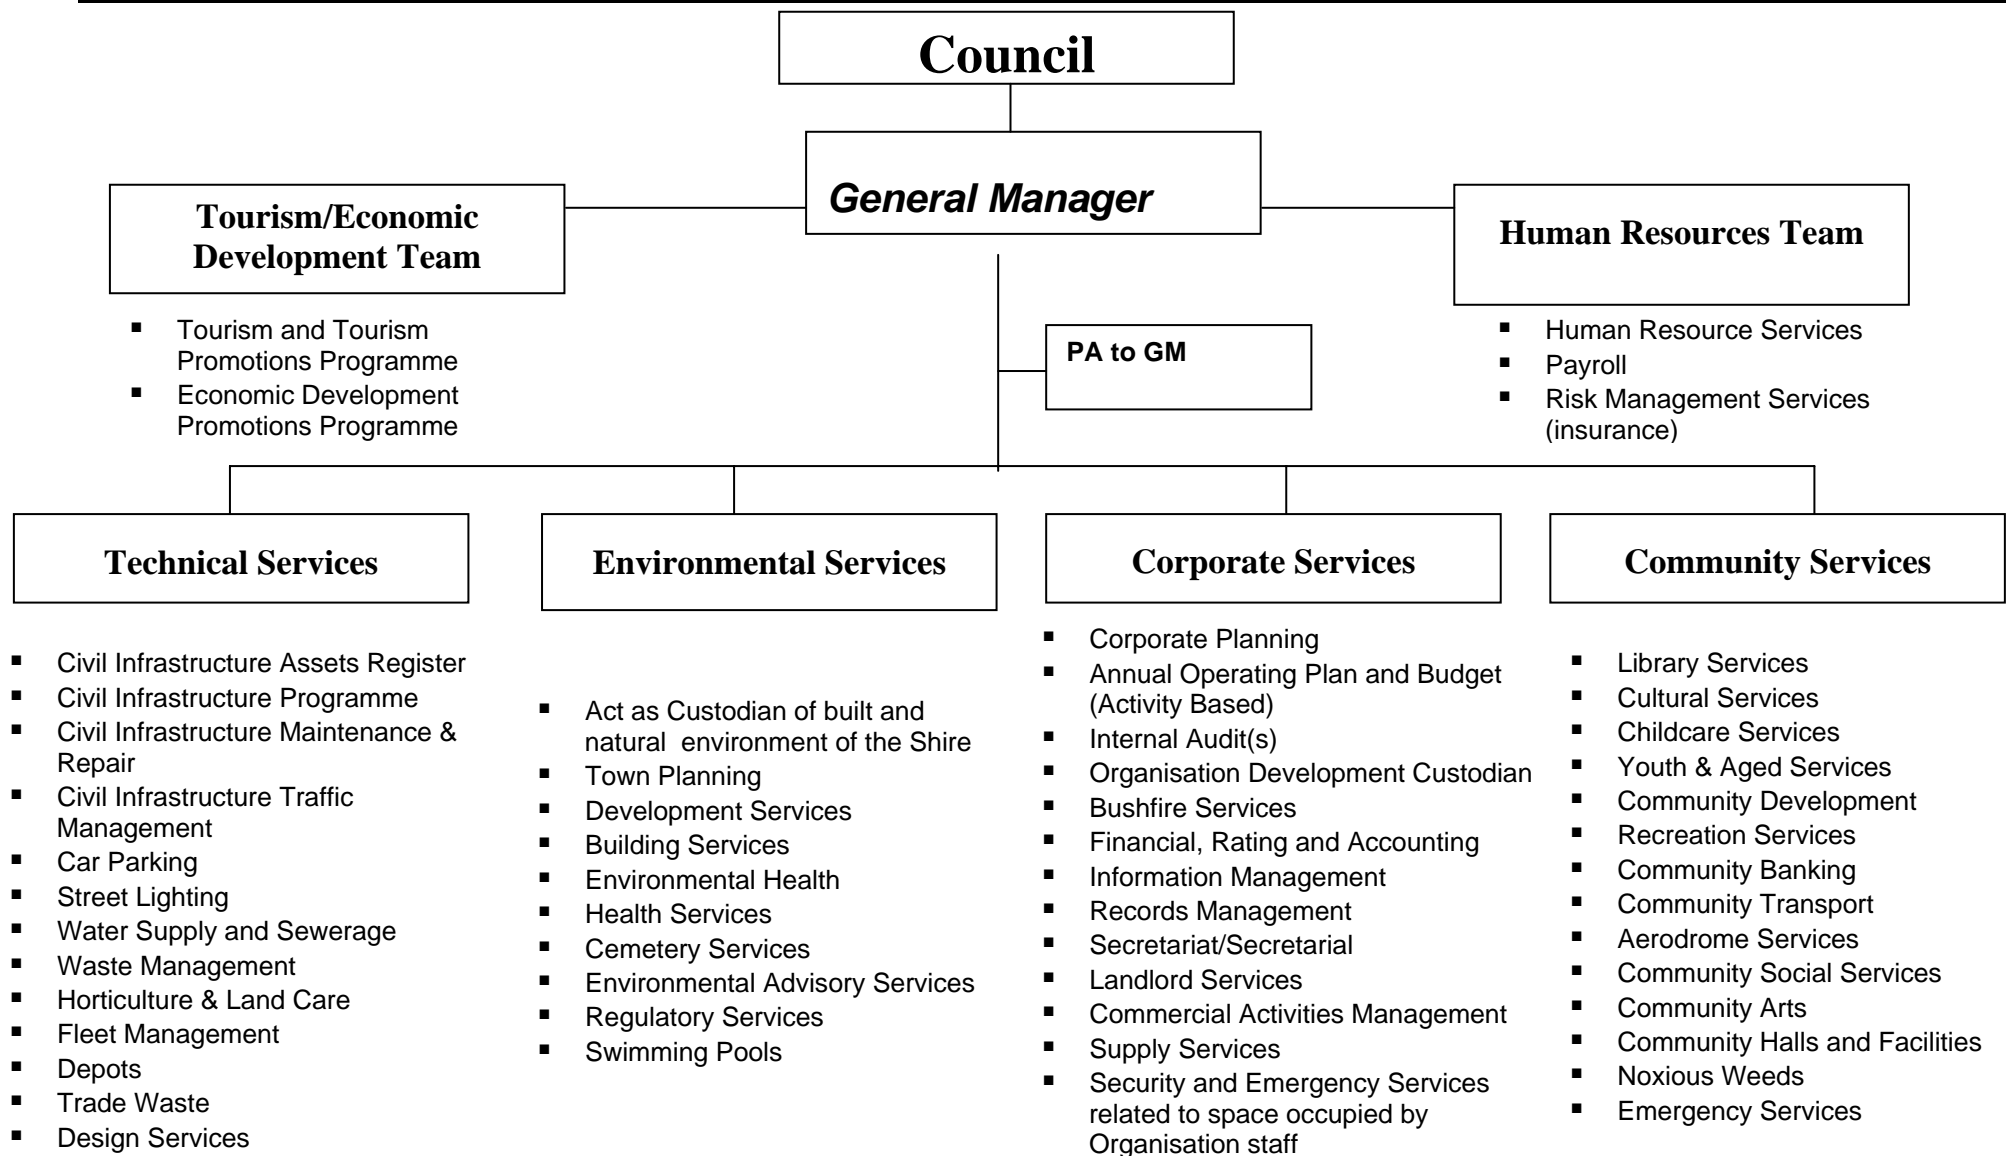 Council
General Manager
Tourism/Economic
Development Team
▪ Tourism and Tourism
Promotions Programme
▪ Economic Development
Promotions Programme
Human Resources Team
▪ Human Resource Services
▪ Payroll
▪ Risk Management Services
(insurance)
PA to GM
Technical Services
▪ Civil Infrastructure Assets Register
▪ Civil Infrastructure Programme
▪ Civil Infrastructure Maintenance &
Repair
▪ Civil Infrastructure Traffic
Management
▪ Car Parking
▪ Street Lighting
▪ Water Supply and Sewerage
▪ Waste Management
▪ Horticulture & Land Care
▪ Fleet Management
▪ Depots
▪ Trade Waste
▪ Design Services
Environmental Services
▪ Act as Custodian of built and
natural environment of the Shire
▪ Town Planning
▪ Development Services
▪ Building Services
▪ Environmental Health
▪ Health Services
▪ Cemetery Services
▪ Environmental Advisory Services
▪ Regulatory Services
▪ Swimming Pools
Corporate Services
▪ Corporate Planning
▪ Annual Operating Plan and Budget
(Activity Based)
▪ Internal Audit(s)
▪ Organisation Development Custodian
▪ Bushfire Services
▪ Financial, Rating and Accounting
▪ Information Management
▪ Records Management
▪ Secretariat/Secretarial
▪ Landlord Services
▪ Commercial Activities Management
▪ Supply Services
▪ Security and Emergency Services
related to space occupied by
Organisation staff
Community Services
▪ Library Services
▪ Cultural Services
▪ Childcare Services
▪ Youth & Aged Services
▪ Community Development
▪ Recreation Services
▪ Community Banking
▪ Community Transport
▪ Aerodrome Services
▪ Community Social Services
▪ Community Arts
▪ Community Halls and Facilities
▪ Noxious Weeds
▪ Emergency Services